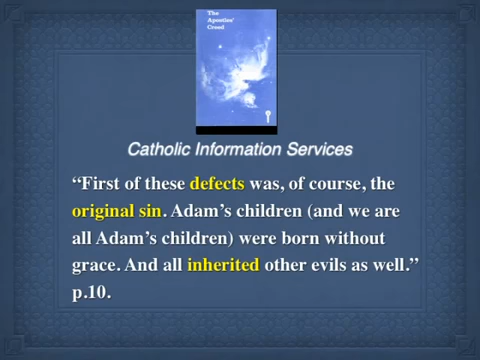 The
Apostles'
Creed
Catholic Information Services
“First of these defects was, of course, the
original sin. Adam’s children (and we are
all Adam’s children) were born without
grace. And all inherited other evils as well.”
p.10.